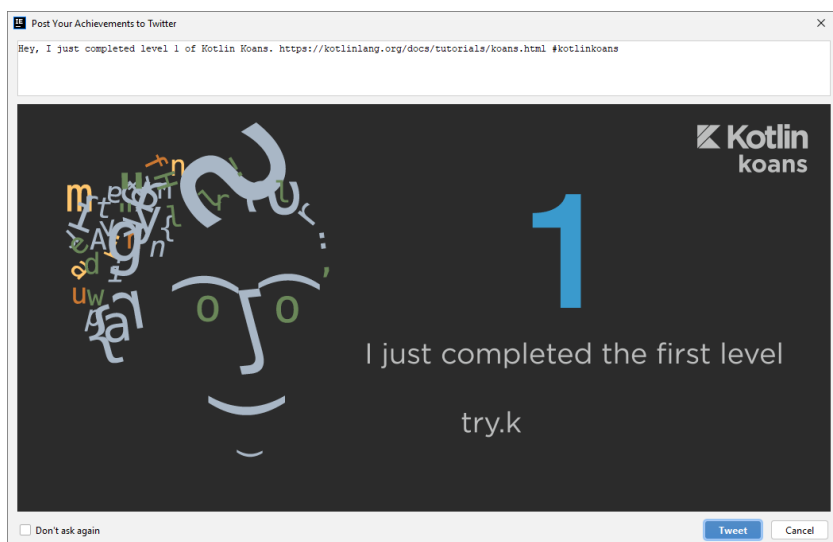 Post Your Achievements to Twitter
Hey, I just completed level 1 of Kotlin Koans. https://kotlinlang.org/docs/tutorials/koans.html #kotlinkoans
Kotlin
koans
1
I just completed the first level
try.k
Don't ask again
Tweet
Cancel